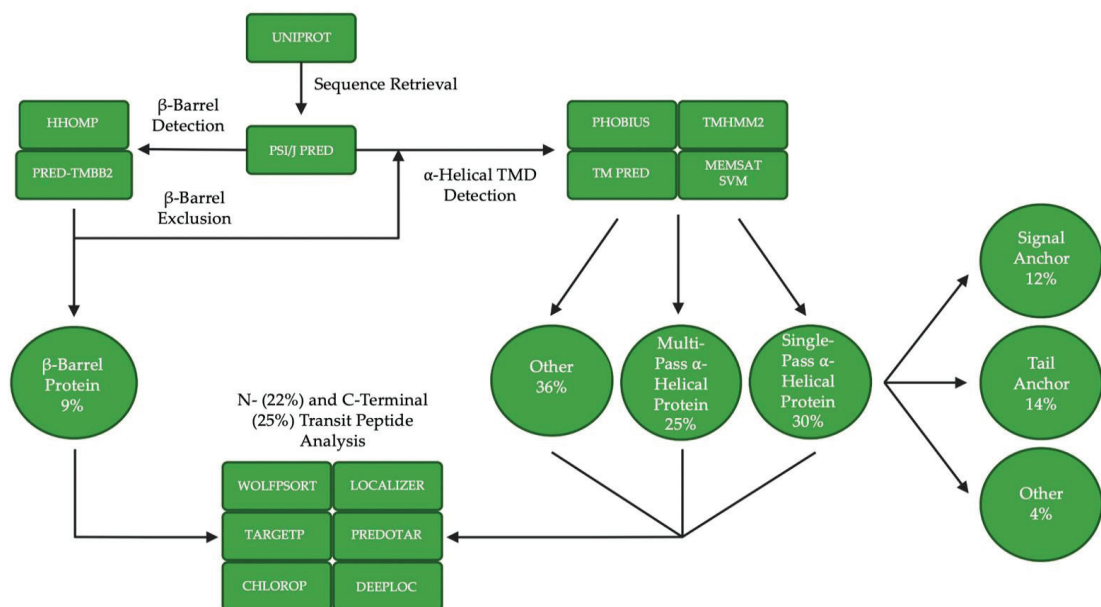 UNIPROT
Sequence Retrieval
β-Barrel
Detection
HHOMP
PRED-TMBB2
PSI/J PRED
β-Barrel
Exclusion
α-Helical TMD
Detection
PHOBIUS
TMHMM2
TM PRED
MEMSAT
SVM
Signal
Anchor
12%
Tail
Anchor
14%
Other
4%
β-Barrel
Protein
9%
Other
36%
Multi-
Pass α-
Helical
Protein
25%
Single-
Pass α-
Helical
Protein
30%
N- (22%) and C-Terminal
(25%) Transit Peptide
Analysis
WOLFPSORT
LOCALIZER
TARGETP
PREDOTAR
CHLOROP
DEEPLOC